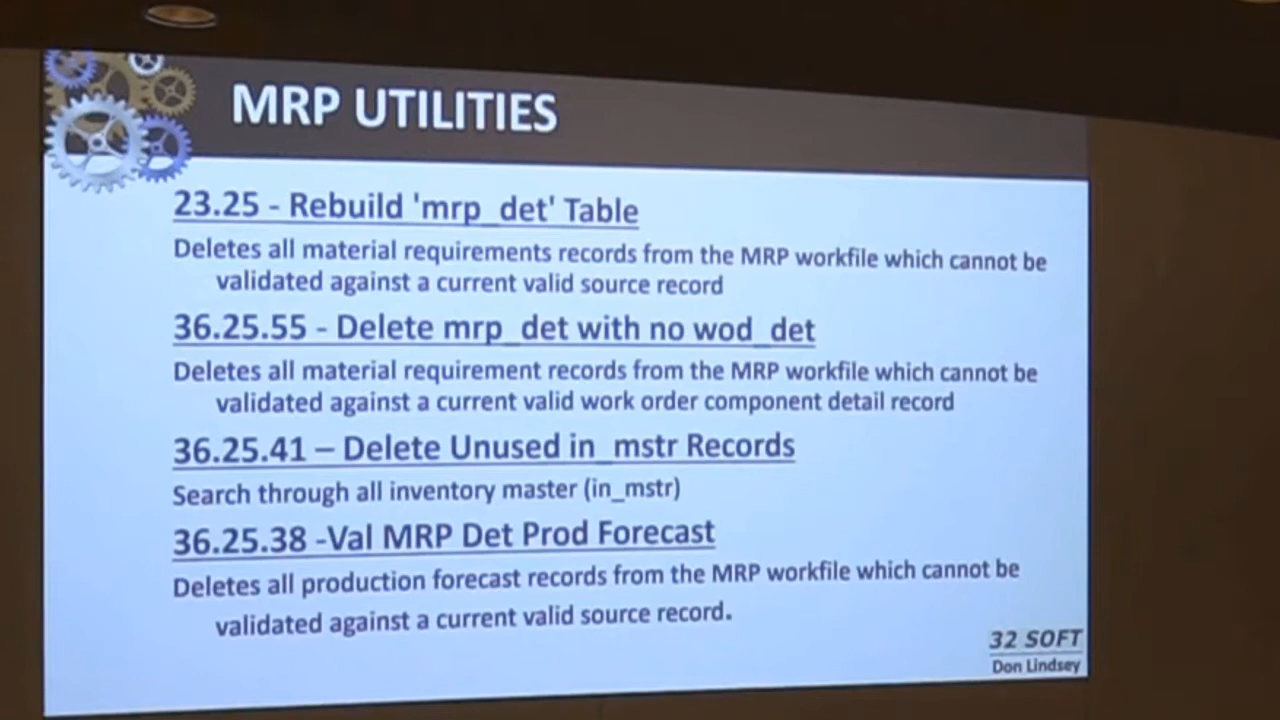 MRP UTILITIES
23.25 - Rebuild 'mrp_det' Table
Deletes all material requirements records from the MRP workfile which cannot be
validated against a current valid source record
36.25.55 - Delete mrp_det with no wod_det
Deletes all material requirement records from the MRP workfile which cannot be
validated against a current valid work order component detail record
36.25.41 – Delete Unused in_mstr Records
Search through all inventory master (in_mstr)
36.25.38 -Val MRP Det Prod Forecast
Deletes all production forecast records from the MRP workfile which cannot be
validated against a current valid source record.
32 SOFT
Don Lindsey